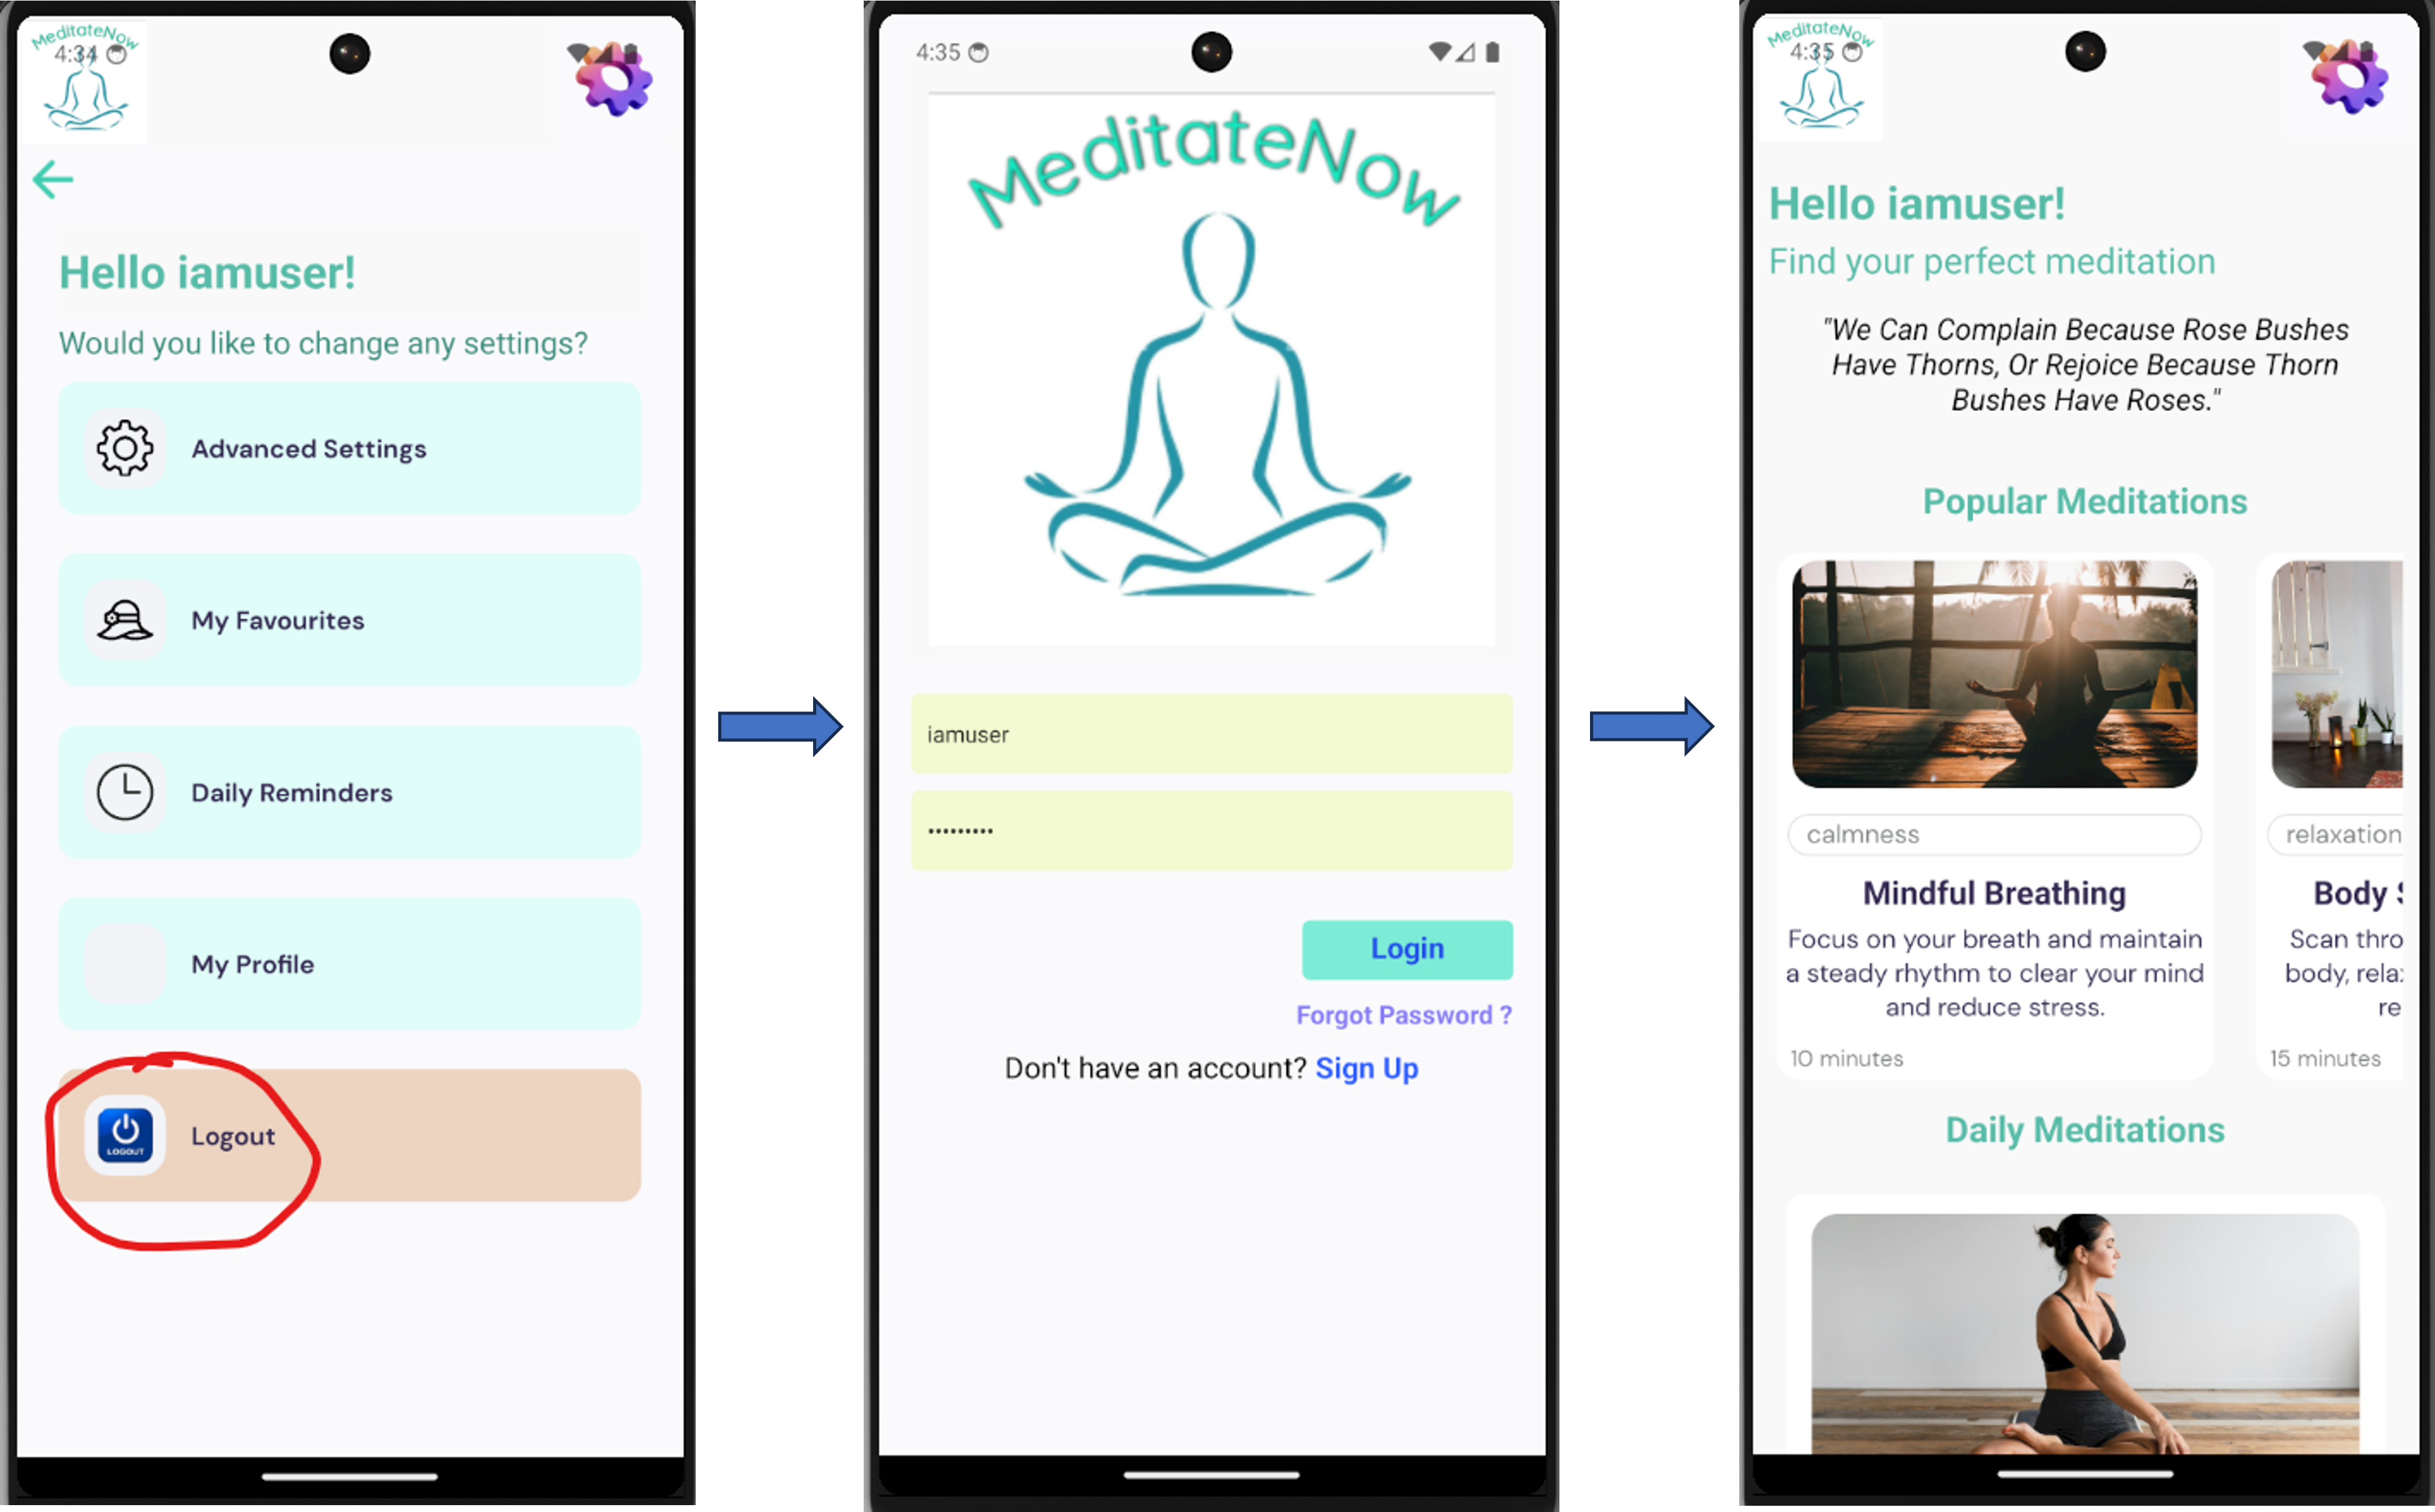 MeditateNow
4:34
Hello iamuser!
Would you like to change any settings?
Advanced Settings
My Favourites
Daily Reminders
My Profile
LOGOUT
Logout
4:35
MeditateNow
iamuser
•••••••••
Login
Forgot Password ?
Don't have an account? Sign Up
MeditateNow
4:35
Hello iamuser!
Find your perfect meditation
"We Can Complain Because Rose Bushes
Have Thorns, Or Rejoice Because Thorn
Bushes Have Roses."
Popular Meditations
calmness
Mindful Breathing
Focus on your breath and maintain
a steady rhythm to clear your mind
and reduce stress.
10 minutes
relaxation
Body
Scan thro
body, rela
re
15 minutes
Daily Meditations